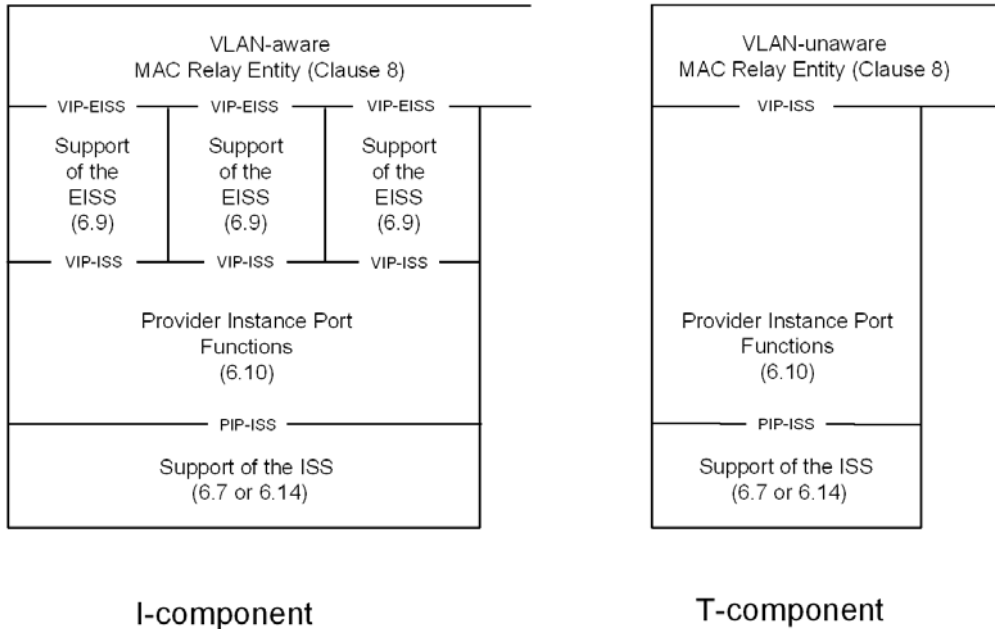 VLAN-aware
MAC Relay Entity (Clause 8)
VIP-EISS VIP-EISS VIP-EISS
Support Support Support
of the of the of the
EISS EISS EISS
(6.9) (6.9) (6.9)
VIP-ISS VIP-ISS VIP-ISS
Provider Instance Port
Functions
(6.10)
PIP-ISS
Support of the ISS
(6.7 or 6.14)
I-component
VLAN-unaware
MAC Relay Entity (Clause 8)
VIP-ISS
Provider Instance Port
Functions
(6.10)
PIP-ISS
Support of the ISS
(6.7 or 6.14)
T-component